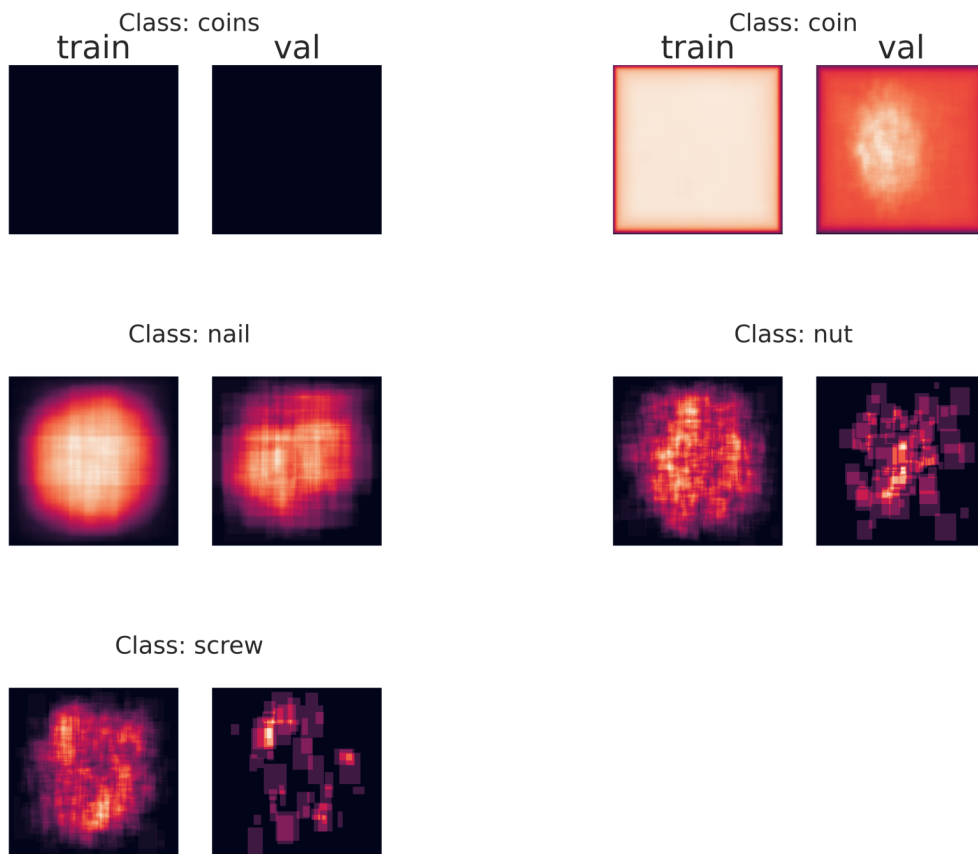 Class: coins
train val
Class: coin
train val
Class: nail
Class: nut
Class: screw